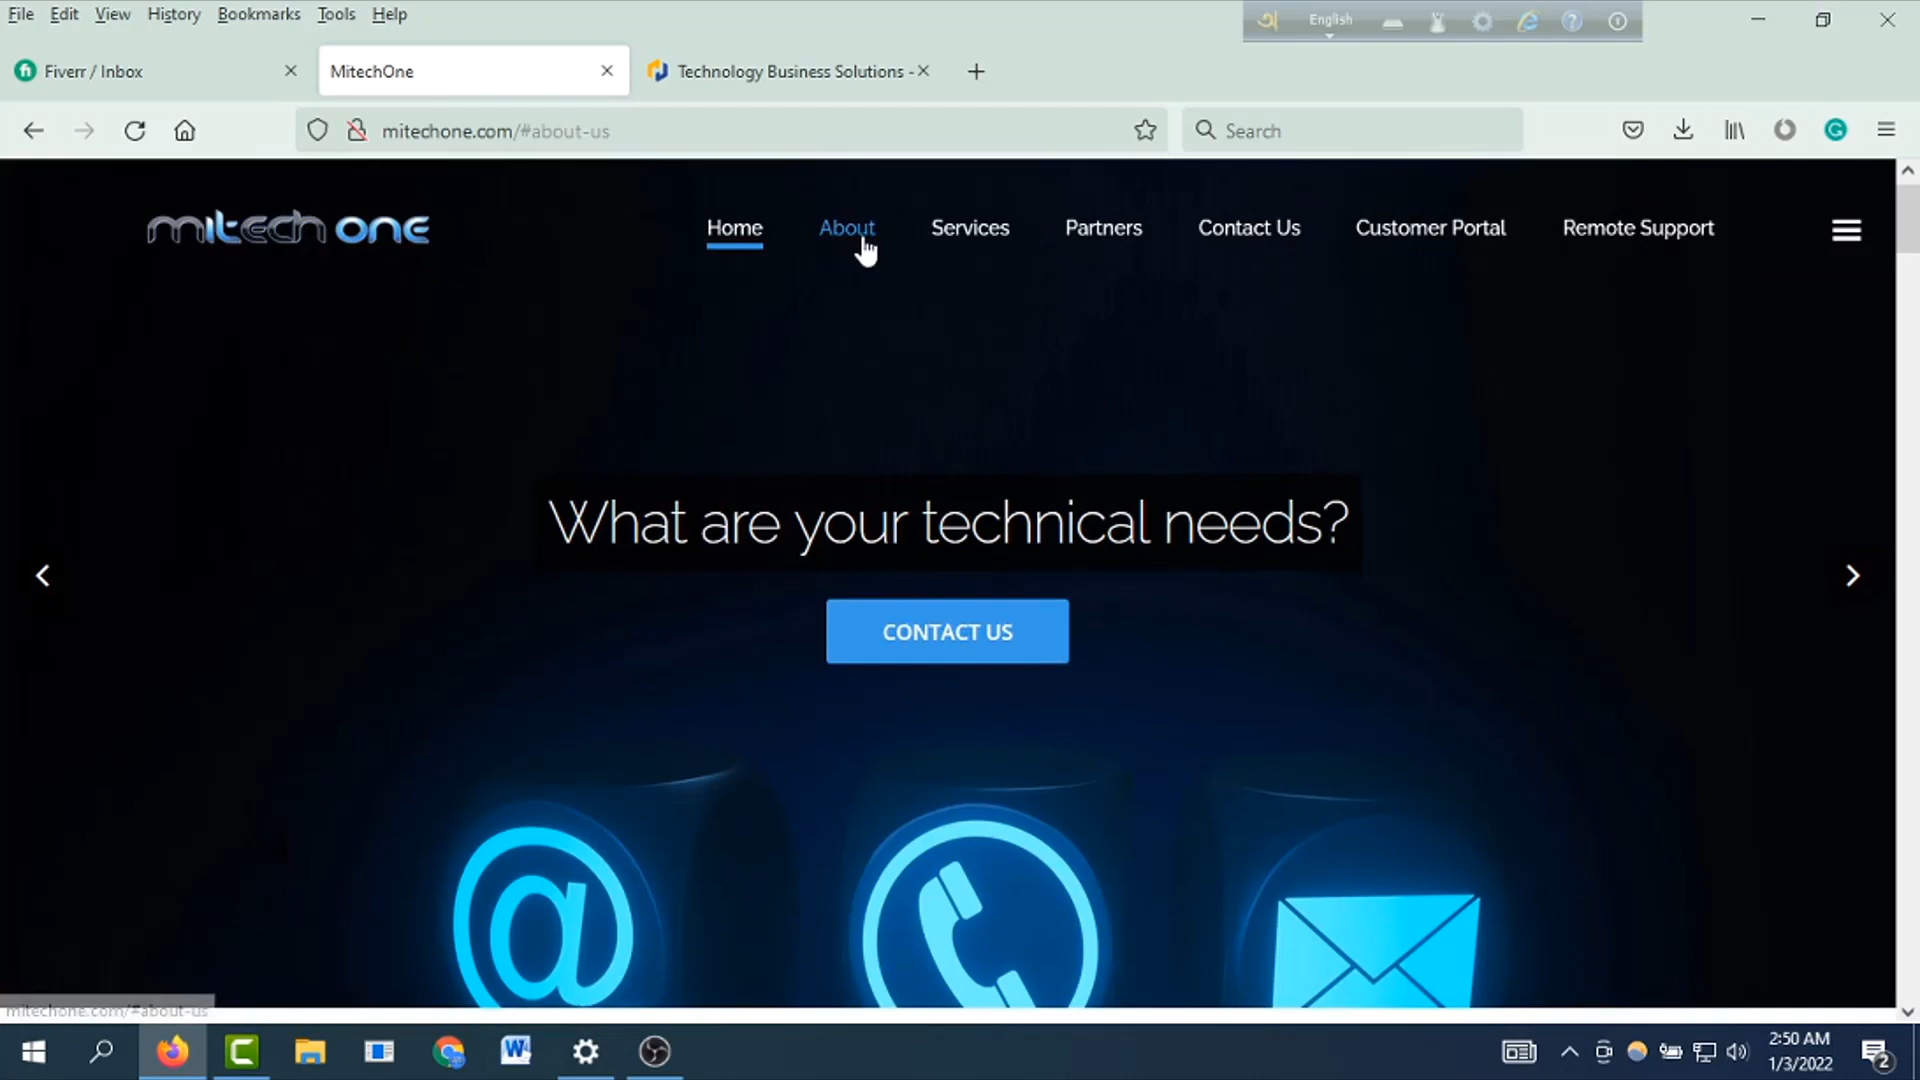 File Edit View History Bookmarks Tools Help
অ English
Fiverr / Inbox
MitechOne
Technology Business Solutions -
mitechone.com/#about-us
Search
mitech one
Home About Services Partners Contact Us Customer Portal Remote Support
What are your technical needs?
CONTACT US
@
mitechone.com/#about-us
2:50 AM
1/3/2022
2